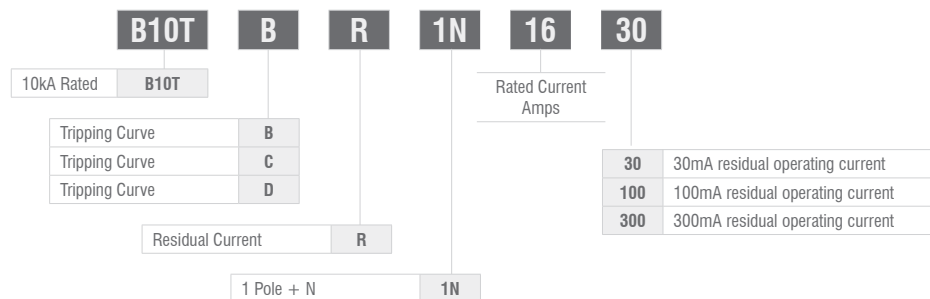 B10T B R 1N 16 30
10kA Rated B10T
Rated Current
Amps
Tripping Curve B
Tripping Curve C
Tripping Curve D
30 30mA residual operating current
100 100mA residual operating current
300 300mA residual operating current
Residual Current R
1 Pole + N 1N